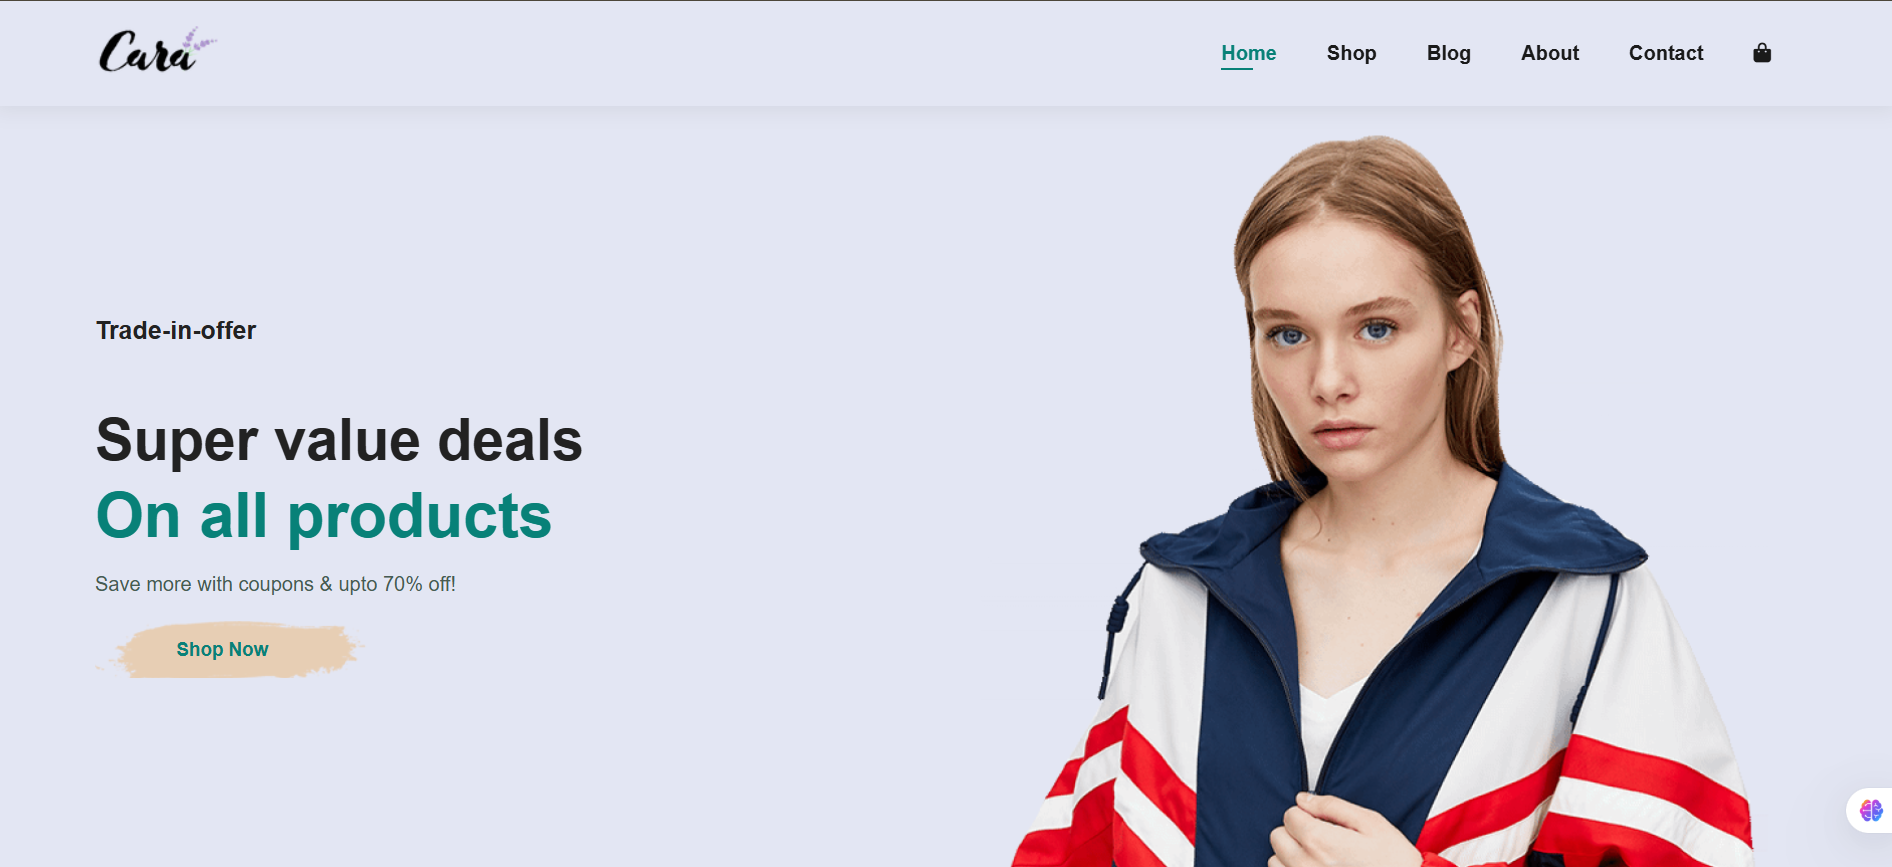 Cara
Home Shop Blog About Contact
Trade-in-offer
Super value deals
On all products
Save more with coupons & upto 70% off!
Shop Now